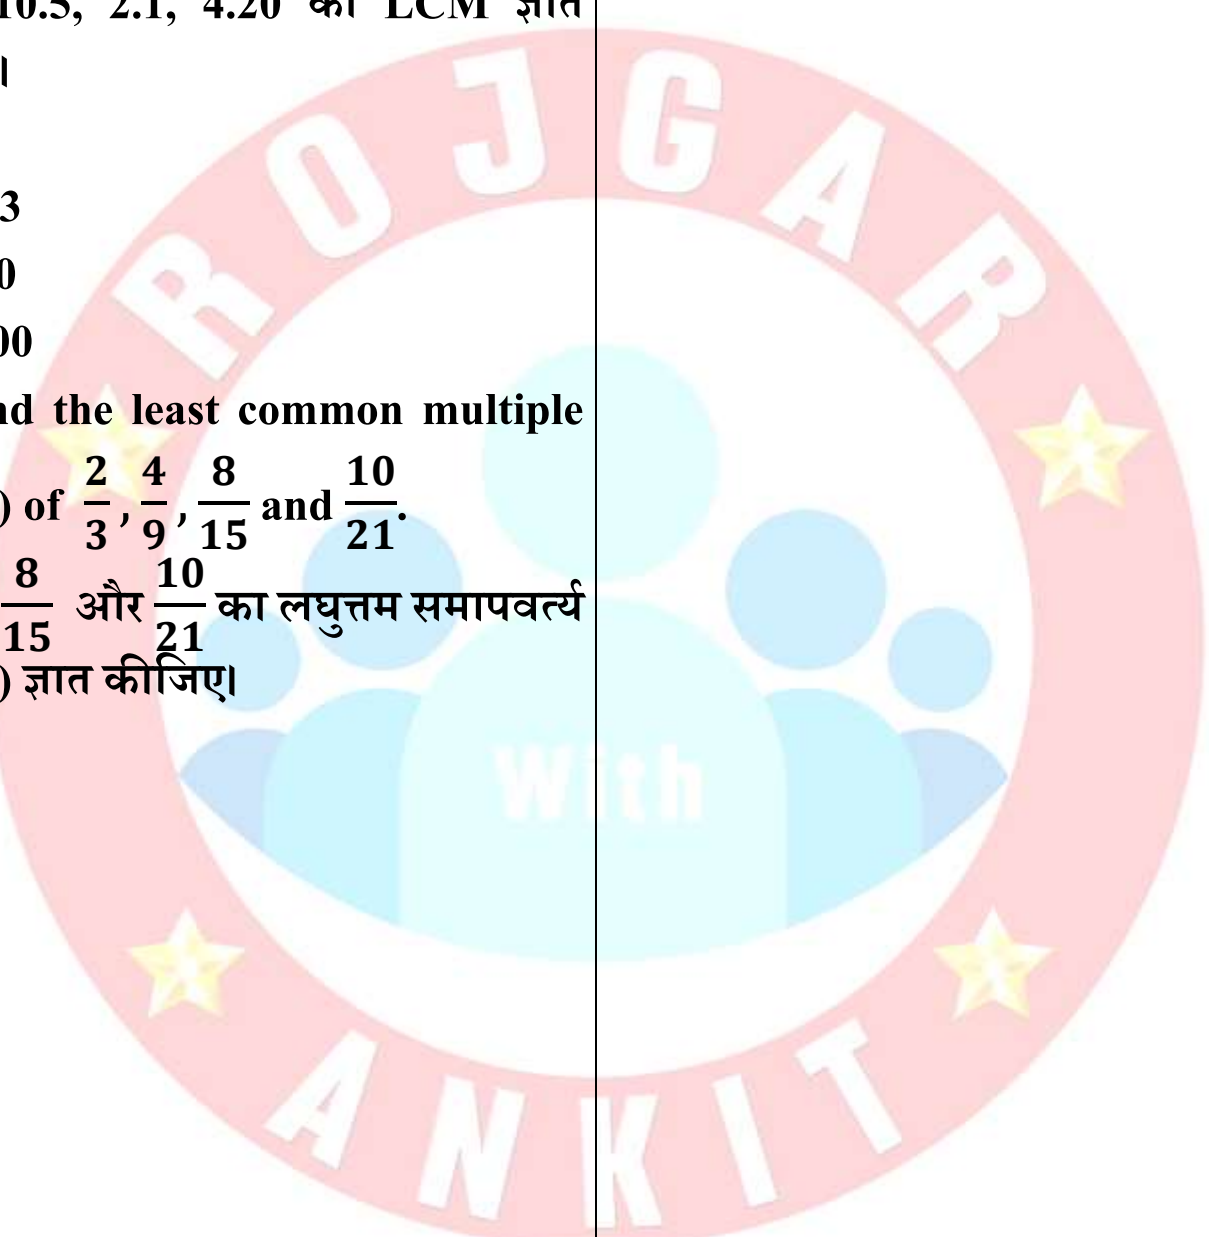 10.5, 2.1, 4.20 का LCM ज्ञात
।
3
0
00
nd the least common multiple
) of 2/3, 4/9, 8/15 and 10/21.
8/15 और 10/21 का लघुत्तम समापवर्त्य
) ज्ञात कीजिए।
ROJGAR
With
ANKIT